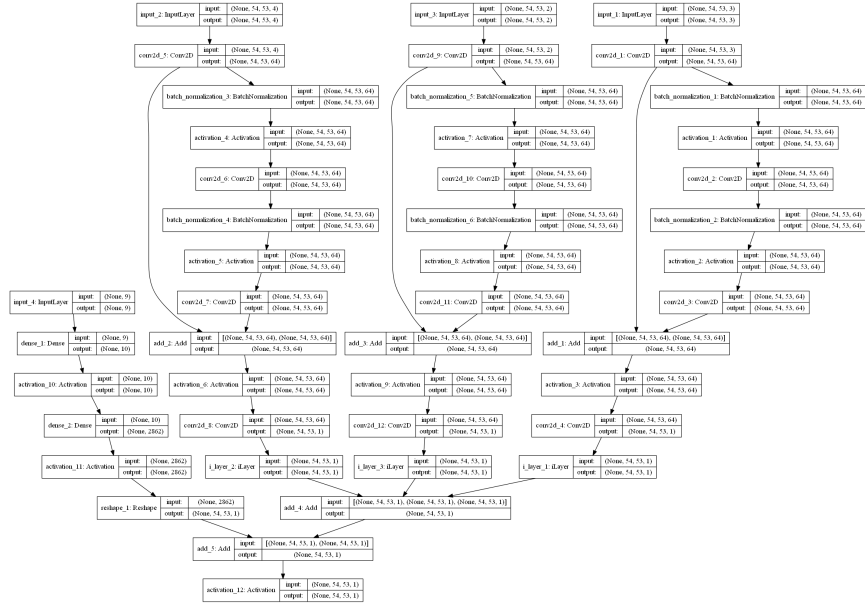 input_2: InputLayer input: (None, 54, 53, 4)
output: (None, 54, 53, 4)
input_3: InputLayer input: (None, 54, 53, 2)
output: (None, 54, 53, 2)
input_1: InputLayer input: (None, 54, 53, 3)
output: (None, 54, 53, 3)
conv2d_5: Conv2D input: (None, 54, 53, 4)
output: (None, 54, 53, 64)
conv2d_9: Conv2D input: (None, 54, 53, 2)
output: (None, 54, 53, 64)
conv2d_1: Conv2D input: (None, 54, 53, 3)
output: (None, 54, 53, 64)
batch_normalization_3: BatchNormalization input: (None, 54, 53, 64)
output: (None, 54, 53, 64)
batch_normalization_5: BatchNormalization input: (None, 54, 53, 64)
output: (None, 54, 53, 64)
batch_normalization_1: BatchNormalization input: (None, 54, 53, 64)
output: (None, 54, 53, 64)
activation_4: Activation input: (None, 54, 53, 64)
output: (None, 54, 53, 64)
activation_7: Activation input: (None, 54, 53, 64)
output: (None, 54, 53, 64)
activation_1: Activation input: (None, 54, 53, 64)
output: (None, 54, 53, 64)
conv2d_6: Conv2D input: (None, 54, 53, 64)
output: (None, 54, 53, 64)
conv2d_10: Conv2D input: (None, 54, 53, 64)
output: (None, 54, 53, 64)
conv2d_2: Conv2D input: (None, 54, 53, 64)
output: (None, 54, 53, 64)
batch_normalization_4: BatchNormalization input: (None, 54, 53, 64)
output: (None, 54, 53, 64)
batch_normalization_6: BatchNormalization input: (None, 54, 53, 64)
output: (None, 54, 53, 64)
batch_normalization_2: BatchNormalization input: (None, 54, 53, 64)
output: (None, 54, 53, 64)
activation_5: Activation input: (None, 54, 53, 64)
output: (None, 54, 53, 64)
activation_8: Activation input: (None, 54, 53, 64)
output: (None, 54, 53, 64)
activation_2: Activation input: (None, 54, 53, 64)
output: (None, 54, 53, 64)
input_4: InputLayer input: (None, 9)
output: (None, 9)
conv2d_7: Conv2D input: (None, 54, 53, 64)
output: (None, 54, 53, 64)
conv2d_11: Conv2D input: (None, 54, 53, 64)
output: (None, 54, 53, 64)
conv2d_3: Conv2D input: (None, 54, 53, 64)
output: (None, 54, 53, 64)
dense_1: Dense input: (None, 9)
output: (None, 10)
add_2: Add input: [(None, 54, 53, 64), (None, 54, 53, 64)]
output: (None, 54, 53, 64)
add_3: Add input: [(None, 54, 53, 64), (None, 54, 53, 64)]
output: (None, 54, 53, 64)
add_1: Add input: [(None, 54, 53, 64), (None, 54, 53, 64)]
output: (None, 54, 53, 64)
activation_10: Activation input: (None, 10)
output: (None, 10)
activation_6: Activation input: (None, 54, 53, 64)
output: (None, 54, 53, 64)
activation_9: Activation input: (None, 54, 53, 64)
output: (None, 54, 53, 64)
activation_3: Activation input: (None, 54, 53, 64)
output: (None, 54, 53, 64)
dense_2: Dense input: (None, 10)
output: (None, 2862)
conv2d_8: Conv2D input: (None, 54, 53, 64)
output: (None, 54, 53, 1)
conv2d_12: Conv2D input: (None, 54, 53, 64)
output: (None, 54, 53, 1)
conv2d_4: Conv2D input: (None, 54, 53, 64)
output: (None, 54, 53, 1)
activation_11: Activation input: (None, 2862)
output: (None, 2862)
i_layer_2: iLayer input: (None, 54, 53, 1)
output: (None, 54, 53, 1)
i_layer_3: iLayer input: (None, 54, 53, 1)
output: (None, 54, 53, 1)
i_layer_1: iLayer input: (None, 54, 53, 1)
output: (None, 54, 53, 1)
reshape_1: Reshape input: (None, 2862)
output: (None, 54, 53, 1)
add_4: Add input: [(None, 54, 53, 1), (None, 54, 53, 1), (None, 54, 53, 1)]
output: (None, 54, 53, 1)
add_5: Add input: [(None, 54, 53, 1), (None, 54, 53, 1)]
output: (None, 54, 53, 1)
activation_12: Activation input: (None, 54, 53, 1)
output: (None, 54, 53, 1)